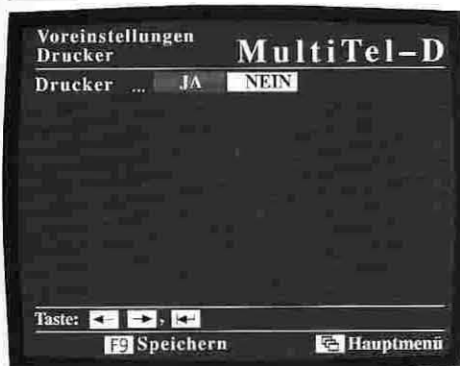 Voreinstellungen
Drucker MultiTel–D
Drucker ... JA NEIN
Taste: ← → , ↵
F9 Speichern Hauptmenü